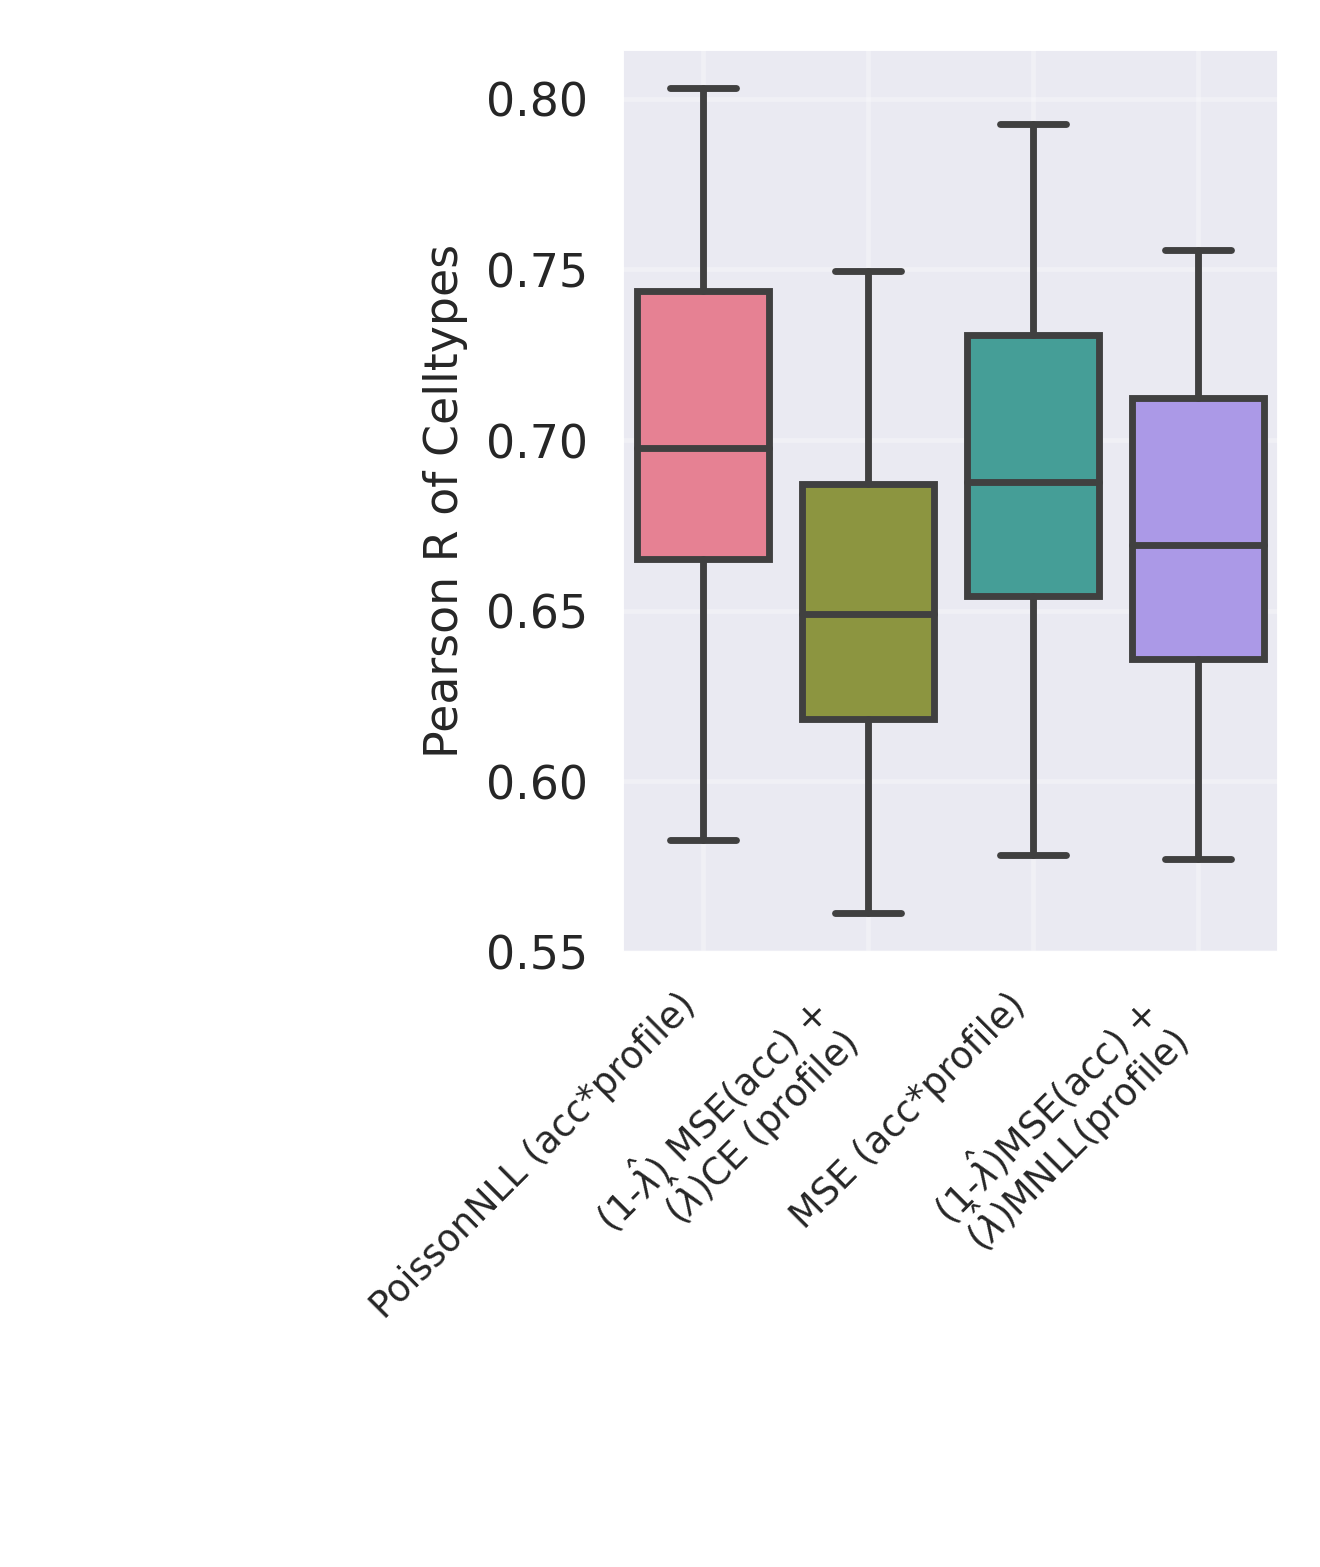 0.80
0.75
0.70
0.65
0.60
0.55
Pearson R of Celltypes
PoissonNLL (acc*profile)
(1-λ̂) MSE(acc) +
(λ̂)CE (profile)
MSE (acc*profile)
(1-λ̂)MSE(acc) +
(λ̂)MNLL(profile)